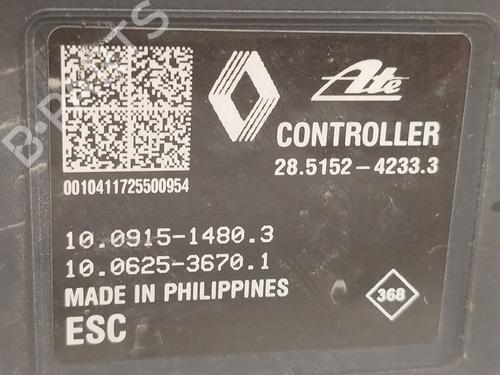 Ate
CONTROLLER
28.5152-4233.3
0010411725500954
10.0915-1480.3
10.0625-3670.1
MADE IN PHILIPPINES
368
ESC
B-PARTS